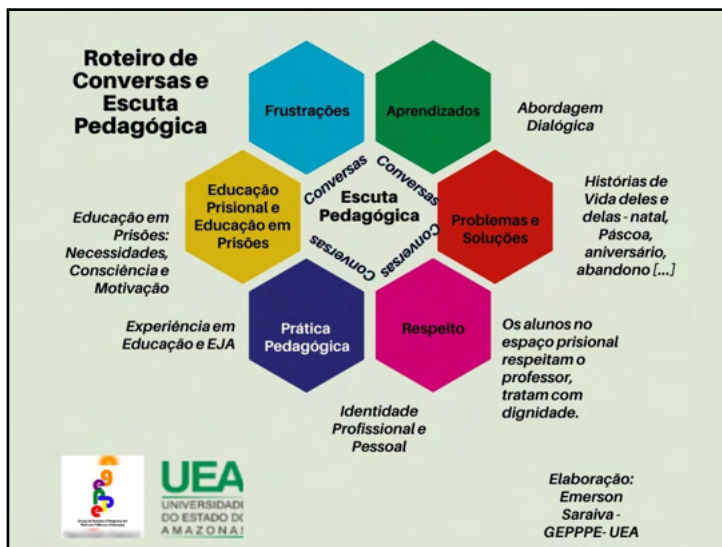 Roteiro de
Conversas e
Escuta
Pedagógica
Frustrações
Aprendizados
Abordagem
Dialógica
Educação
Prisional e
Educação em
Prisões
Conversas
Conversas
Escuta
Pedagógica
Conversas
Conversas
Problemas e
Soluções
Histórias de
Vida deles e
delas - natal,
Páscoa,
aniversário,
abandono [...]
Educação em
Prisões:
Necessidades,
Consciência e
Motivação
Experiência em
Educação e EJA
Prática
Pedagógica
Respeito
Os alunos no
espaço prisional
respeitam o
professor,
tratam com
dignidade.
Identidade
Profissional e
Pessoal
UEA
UNIVERSIDADE
DO ESTADO DO
AMAZONAS
Elaboração:
Emerson
Saraiva -
GEPPPE- UEA